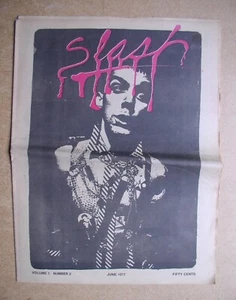 slash
VOLUME 1 NUMBER 2 JUNE 1977 FIFTY CENTS